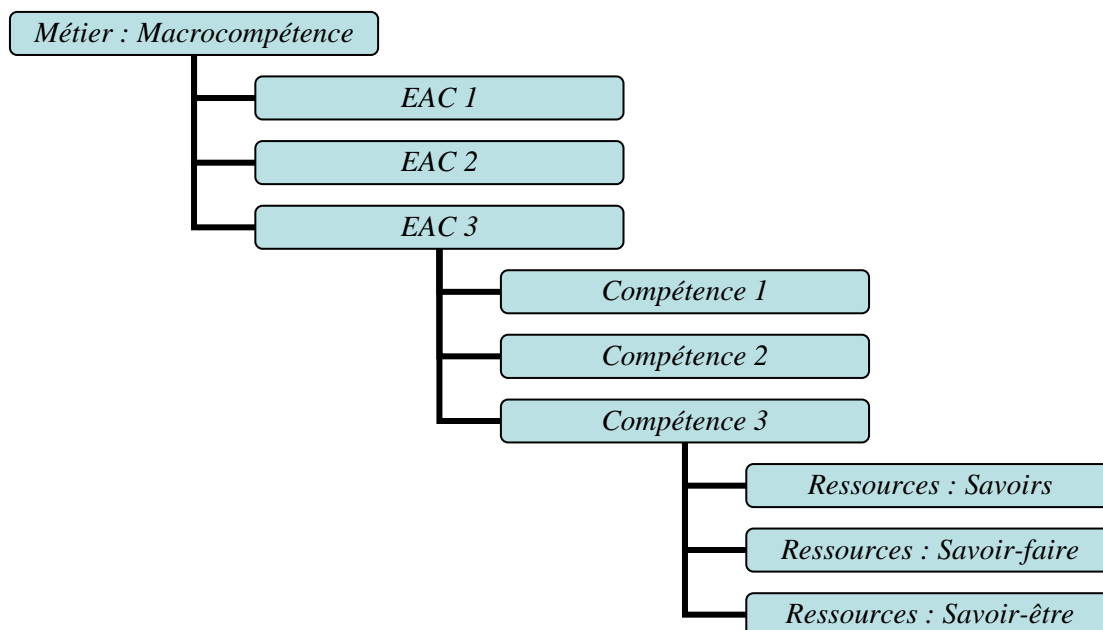 Métier : Macrocompétence
EAC 1
EAC 2
EAC 3
Compétence 1
Compétence 2
Compétence 3
Ressources : Savoirs
Ressources : Savoir-faire
Ressources : Savoir-être